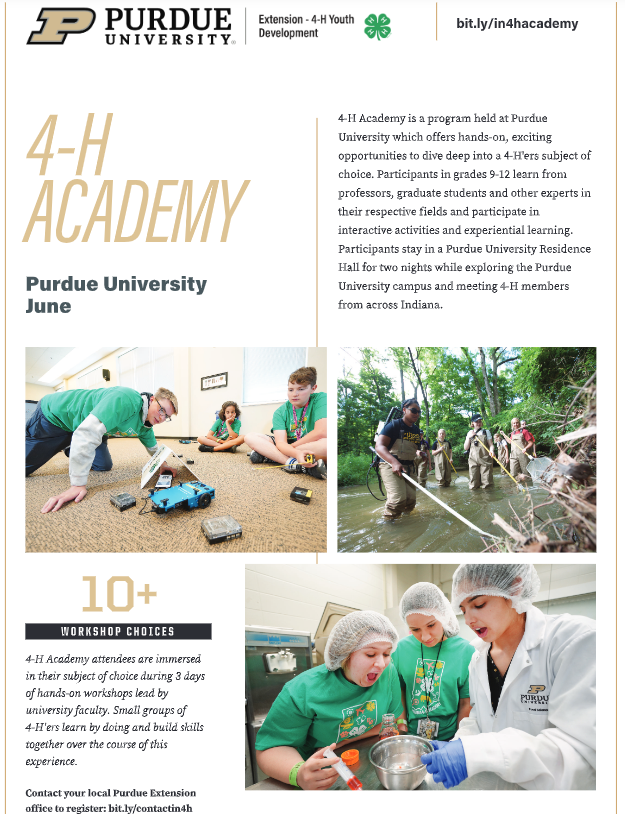 PURDUE
UNIVERSITY®
Extension - 4-H Youth
Development
bit.ly/in4hacademy
4-H
ACADEMY
Purdue University
June
4-H Academy is a program held at Purdue
University which offers hands-on, exciting
opportunities to dive deep into a 4-H'ers subject of
choice. Participants in grades 9-12 learn from
professors, graduate students and other experts in
their respective fields and participate in
interactive activities and experiential learning.
Participants stay in a Purdue University Residence
Hall for two nights while exploring the Purdue
University campus and meeting 4-H members
from across Indiana.
10+
WORKSHOP CHOICES
4-H Academy attendees are immersed
in their subject of choice during 3 days
of hands-on workshops lead by
university faculty. Small groups of
4-H'ers learn by doing and build skills
together over the course of this
experience.
Contact your local Purdue Extension
office to register: bit.ly/contactin4h
PURDUE
UNIVERSITY